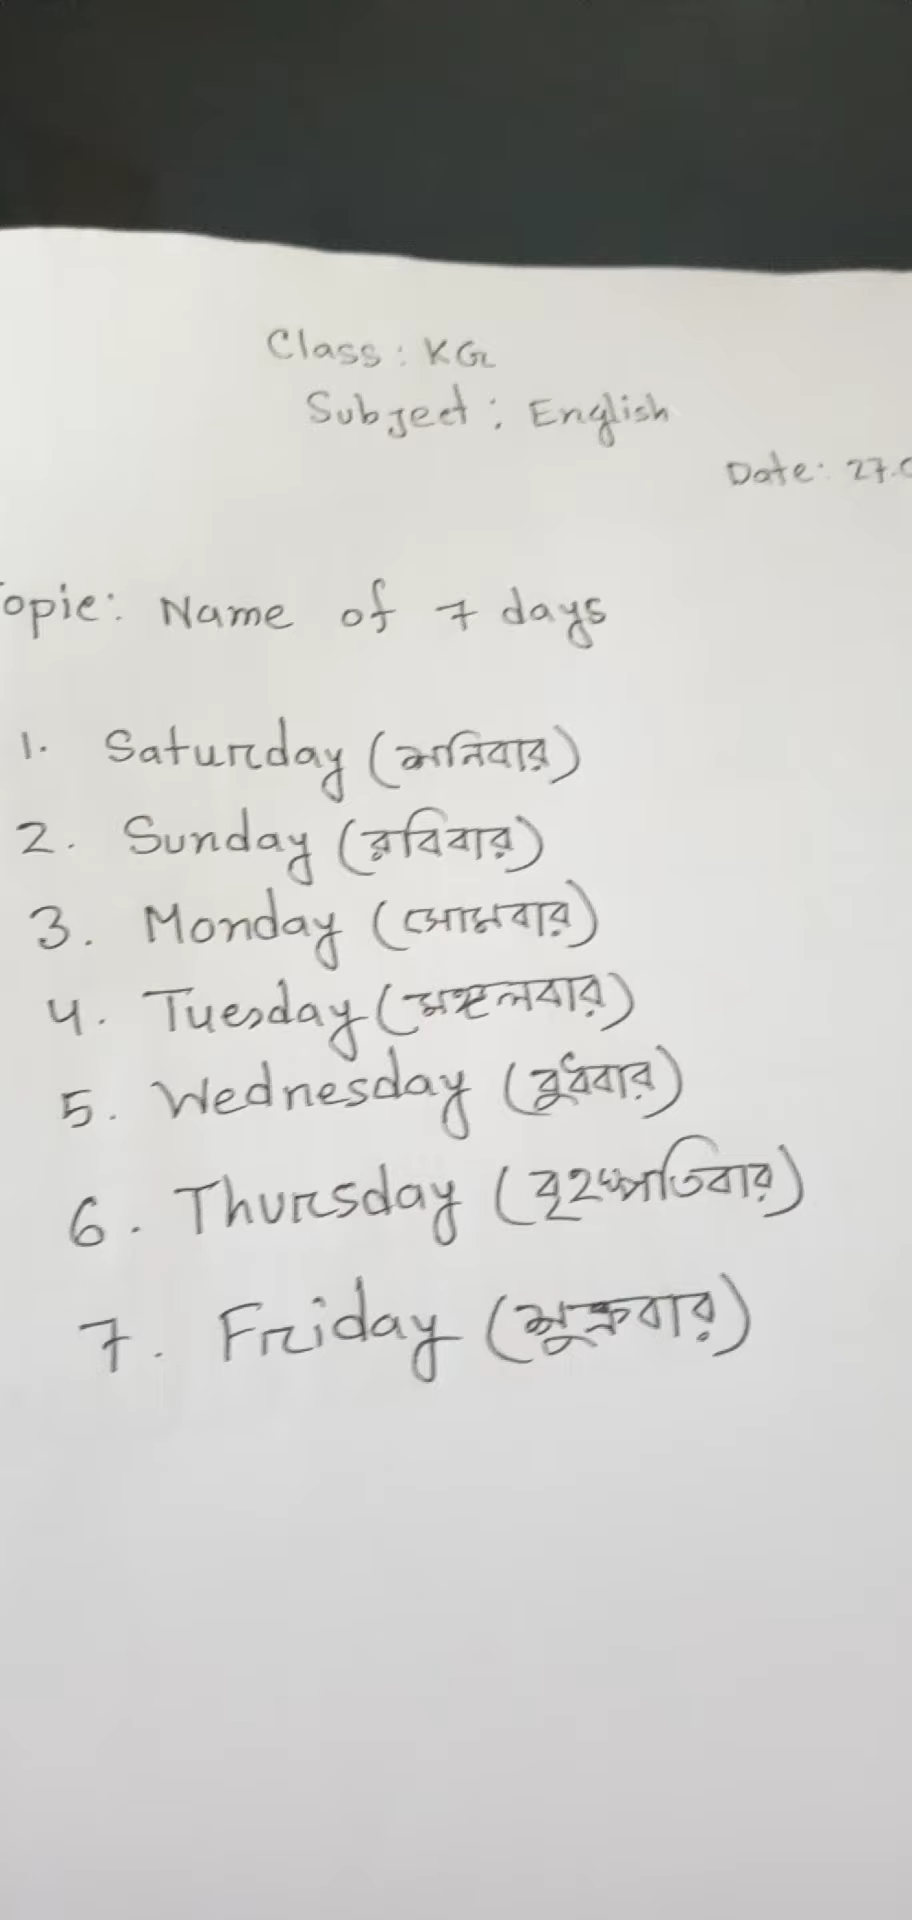 Class: KG
Subject: English
Date: 27.
opic: Name of 7 days
1. Saturday (শনিবার)
2. Sunday (রবিবার)
3. Monday (সোমবার)
4. Tuesday (মঙ্গলবার)
5. Wednesday (বুধবার)
6. Thursday (বৃহস্পতিবার)
7. Friday (শুক্রবার)